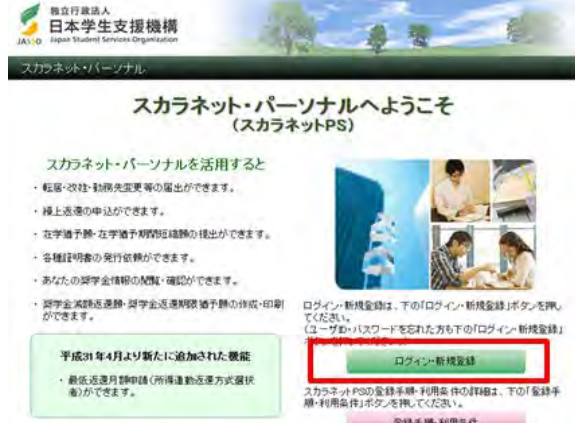 独立行政法人
日本学生支援機構
JASSO Japan Student Services Organization
スカラネット・パーソナル
スカラネット・パーソナルへようこそ
(スカラネットPS)
スカラネット・パーソナルを活用すると
・ 転居・改姓・勤務先変更等の届出ができます。
・ 繰上返還の申込ができます。
・ 在学猶予願・在学猶予期間短縮願の提出ができます。
・ 各種証明書の発行依頼ができます。
・ あなたの奨学金情報の閲覧・確認ができます。
・ 奨学金減額返還願・奨学金返還期限猶予願の作成・印刷
ができます。
平成31年4月より新たに追加された機能
・ 最低返還月額申請(所得連動返還方式選択
者)ができます。
ログイン・新規登録は、下の「ログイン・新規登録」ボタンを押し
てください。
(ユーザID・パスワードを忘れた方も下の「ログイン・新規登録」
ログイン・新規登録
スカラネットPSの登録手順・利用条件の詳細は、下の「登録手
順・利用条件」ボタンを押してください。
登録手順・利用条件